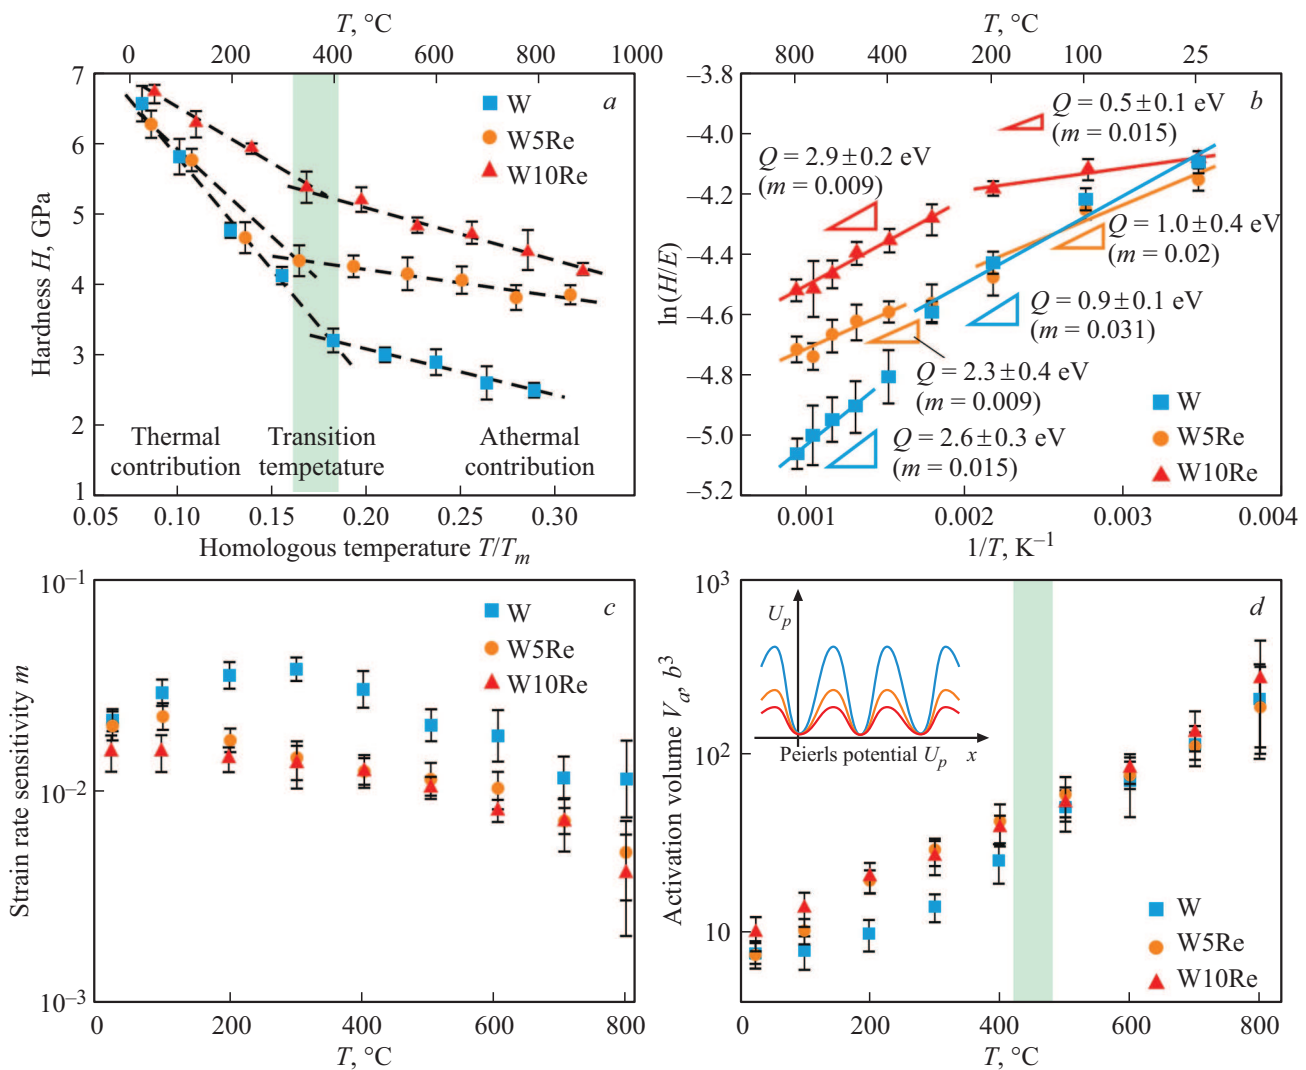 T, °C
0 200 400 600 800 1000
7
6
5
4
3
2
1
Hardness H, GPa
a
W
W5Re
W10Re
Thermal contribution
Transition tempetature
Athermal contribution
0.05 0.10 0.15 0.20 0.25 0.30
Homologous temperature T/Tm
T, °C
800 600 400 200 100 25
–3.8
–4.0
–4.2
–4.4
–4.6
–4.8
–5.0
–5.2
ln(H/E)
b
Q = 0.5 ± 0.1 eV
(m = 0.015)
Q = 2.9 ± 0.2 eV
(m = 0.009)
Q = 1.0 ± 0.4 eV
(m = 0.02)
Q = 0.9 ± 0.1 eV
(m = 0.031)
Q = 2.3 ± 0.4 eV
(m = 0.009)
Q = 2.6 ± 0.3 eV
(m = 0.015)
W
W5Re
W10Re
0.001 0.002 0.003 0.004
1/T, K–1
10–1
10–2
10–3
Strain rate sensitivity m
c
W
W5Re
W10Re
0 200 400 600 800
T, °C
103
102
10
Activation volume Va, b3
d
Up
Peierls potential Up x
W
W5Re
W10Re
0 200 400 600 800
T, °C